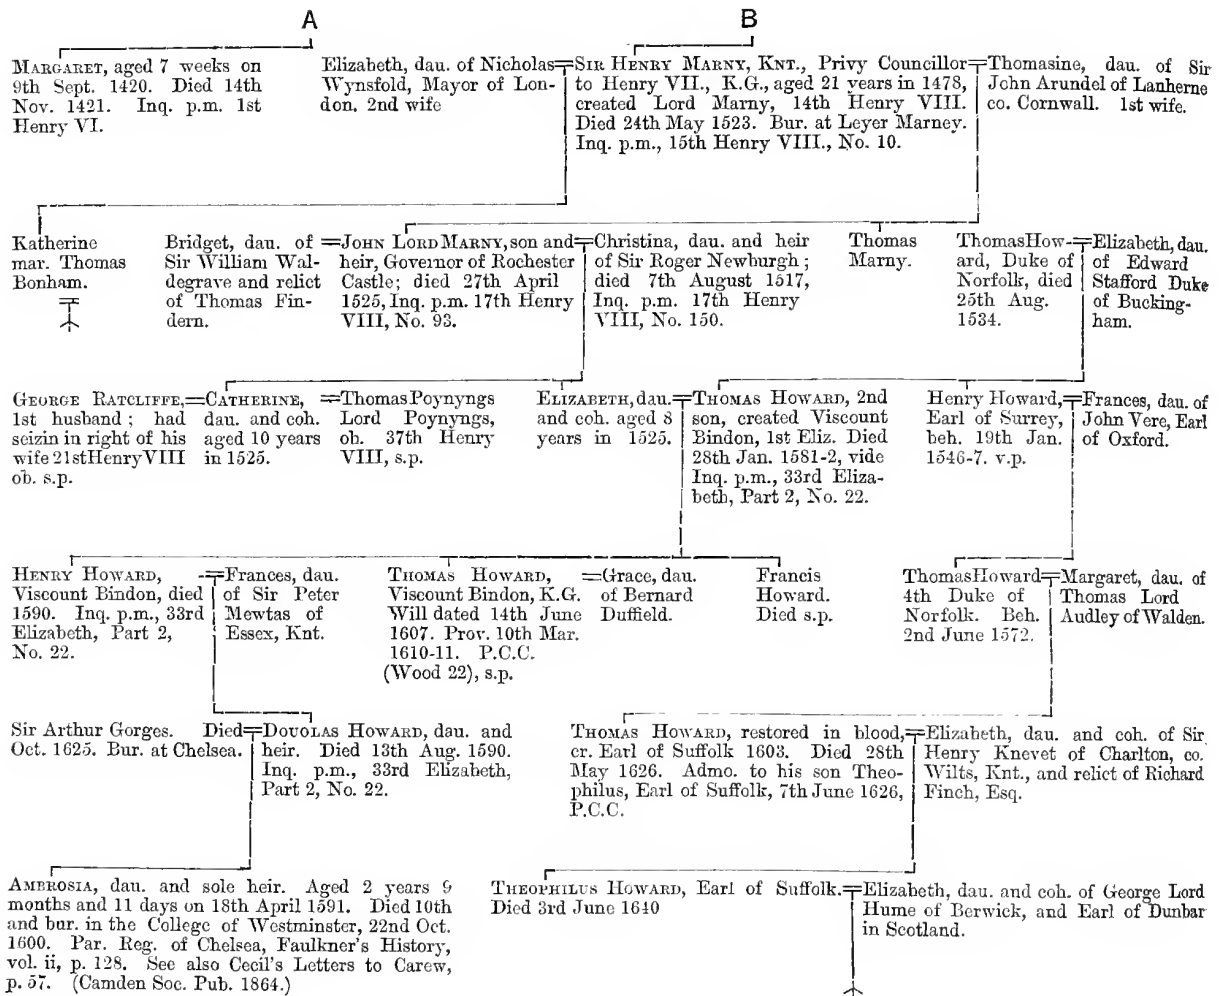 A
B
MARGARET, aged 7 weeks on
9th Sept. 1420. Died 14th
Nov. 1421. Inq. p.m. 1st
Henry VI.
Elizabeth, dau. of Nicholas
Wynsfold, Mayor of Lon-
don. 2nd wife
=SIR HENRY MARNY, KNT., Privy Councillor
to Henry VII., K.G., aged 21 years in 1478,
created Lord Marny, 14th Henry VIII.
Died 24th May 1523. Bur. at Leyer Marney.
Inq. p.m., 15th Henry VIII., No. 10.
=Thomasine, dau. of Sir
John Arundel of Lanherne
co. Cornwall. 1st wife.
Katherine
mar. Thomas
Bonham.
Bridget, dau. of
Sir William Wal-
degrave and relict
of Thomas Fin-
dern.
=JOHN LORD MARNY, son and
heir, Governor of Rochester
Castle; died 27th April
1525, Inq. p.m. 17th Henry
VIII, No. 93.
=Christina, dau. and heir
of Sir Roger Newburgh;
died 7th August 1517,
Inq. p.m. 17th Henry
VIII, No. 150.
Thomas
Marny.
Thomas How-
ard, Duke of
Norfolk, died
25th Aug.
1534.
=Elizabeth, dau.
of Edward
Stafford Duke
of Bucking-
ham.
GEORGE RATCLIFFE,
1st husband; had
seizin in right of his
wife 21st Henry VIII
ob. s.p.
=CATHERINE,
dau. and coh.
aged 10 years
in 1525.
=Thomas Poynyngs
Lord Poynyngs,
ob. 37th Henry
VIII, s.p.
ELIZABETH, dau.
and coh. aged 8
years in 1525.
=THOMAS HOWARD, 2nd
son, created Viscount
Bindon, 1st Eliz. Died
28th Jan. 1581-2, vide
Inq. p.m., 33rd Eliza-
beth, Part 2, No. 22.
Henry Howard,
Earl of Surrey,
beh. 19th Jan.
1546-7. v.p.
=Frances, dau. of
John Vere, Earl
of Oxford.
HENRY HOWARD,
Viscount Bindon, died
1590. Inq. p.m., 33rd
Elizabeth, Part 2,
No. 22.
=Frances, dau.
of Sir Peter
Mewtas of
Essex, Knt.
THOMAS HOWARD,
Viscount Bindon, K.G.
Will dated 14th June
1607. Prov. 10th Mar.
1610-11. P.C.C.
(Wood 22), s.p.
=Grace, dau.
of Bernard
Duffield.
Francis
Howard.
Died s.p.
Thomas Howard
4th Duke of
Norfolk. Beh.
2nd June 1572.
=Margaret, dau. of
Thomas Lord
Audley of Walden.
Sir Arthur Gorges. Died
Oct. 1625. Bur. at Chelsea.
=DOUGLAS HOWARD, dau. and
heir. Died 13th Aug. 1590.
Inq. p.m., 33rd Elizabeth,
Part 2, No. 22.
THOMAS HOWARD, restored in blood,
cr. Earl of Suffolk 1603. Died 28th
May 1626. Admo. to his son Theo-
philus, Earl of Suffolk, 7th June 1626,
P.C.C.
=Elizabeth, dau. and coh. of Sir
Henry Knevet of Charlton, co.
Wilts, Knt., and relict of Richard
Finch, Esq.
AMBROSIA, dau. and sole heir. Aged 2 years 9
months and 11 days on 18th April 1591. Died 10th
and bur. in the College of Westminster, 22nd Oct.
1600. Par. Reg. of Chelsea, Faulkner's History,
vol. ii, p. 128. See also Cecil's Letters to Carew,
p. 57. (Camden Soc. Pub. 1864.)
THEOPHILUS HOWARD, Earl of Suffolk.
Died 3rd June 1640
=Elizabeth, dau. and coh. of George Lord
Hume of Berwick, and Earl of Dunbar
in Scotland.